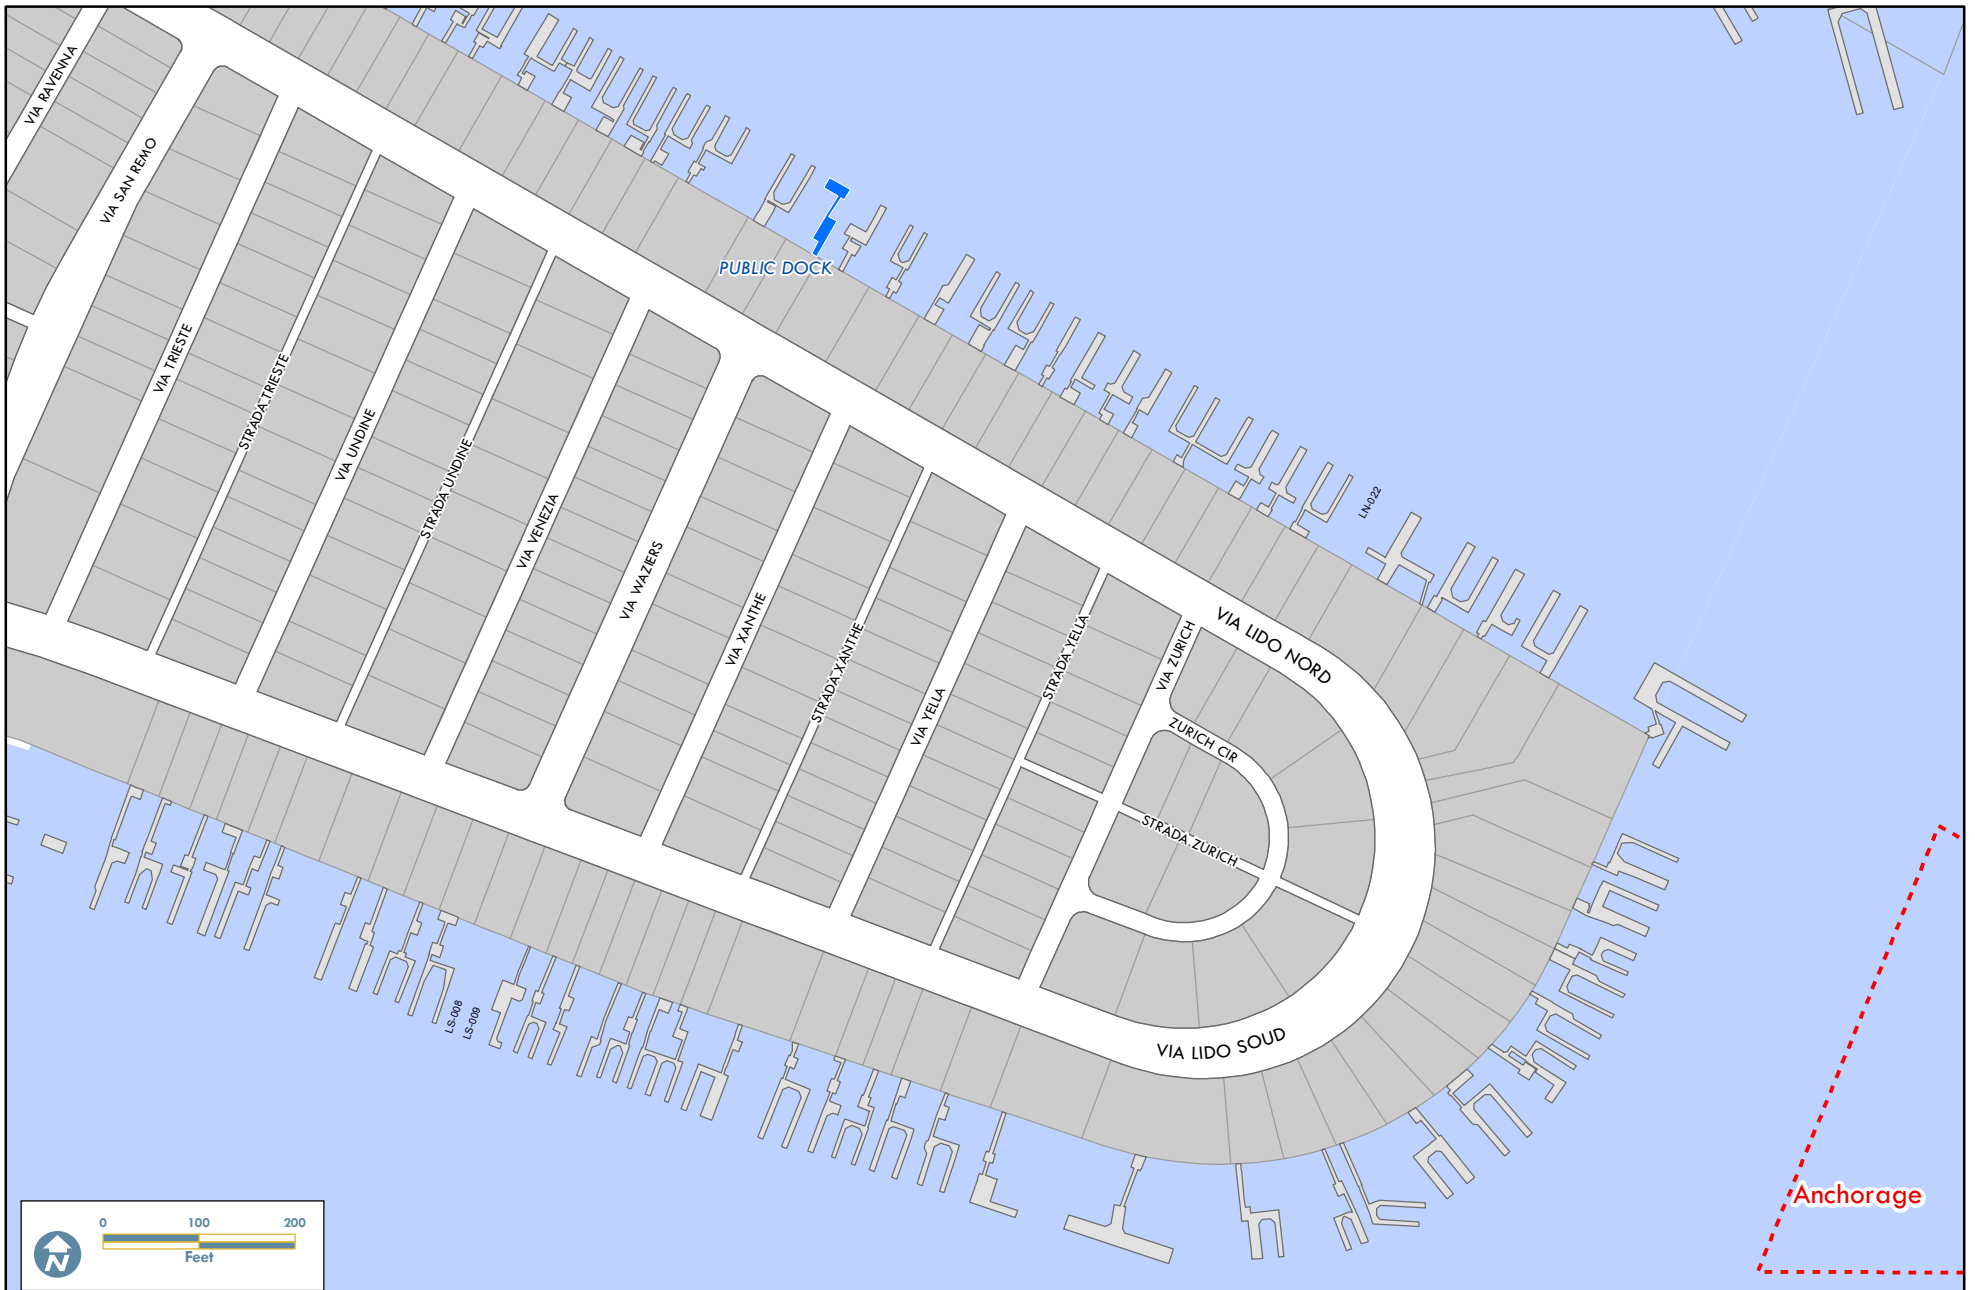 VIA RAVENNA
VIA SAN REMO
VIA TRIESTE
STRADA TRIESTE
VIA UNDINE
STRADA UNDINE
VIA VENEZIA
VIA WAZIERS
VIA XANTHE
STRADA XANTHE
VIA YELLA
STRADA YELLA
VIA ZURICH
ZURICH CIR
STRADA ZURICH
VIA LIDO NORD
VIA LIDO SOUD
PUBLIC DOCK
LN-022
LS-008
LS-009
Anchorage
0 100 200
Feet
N